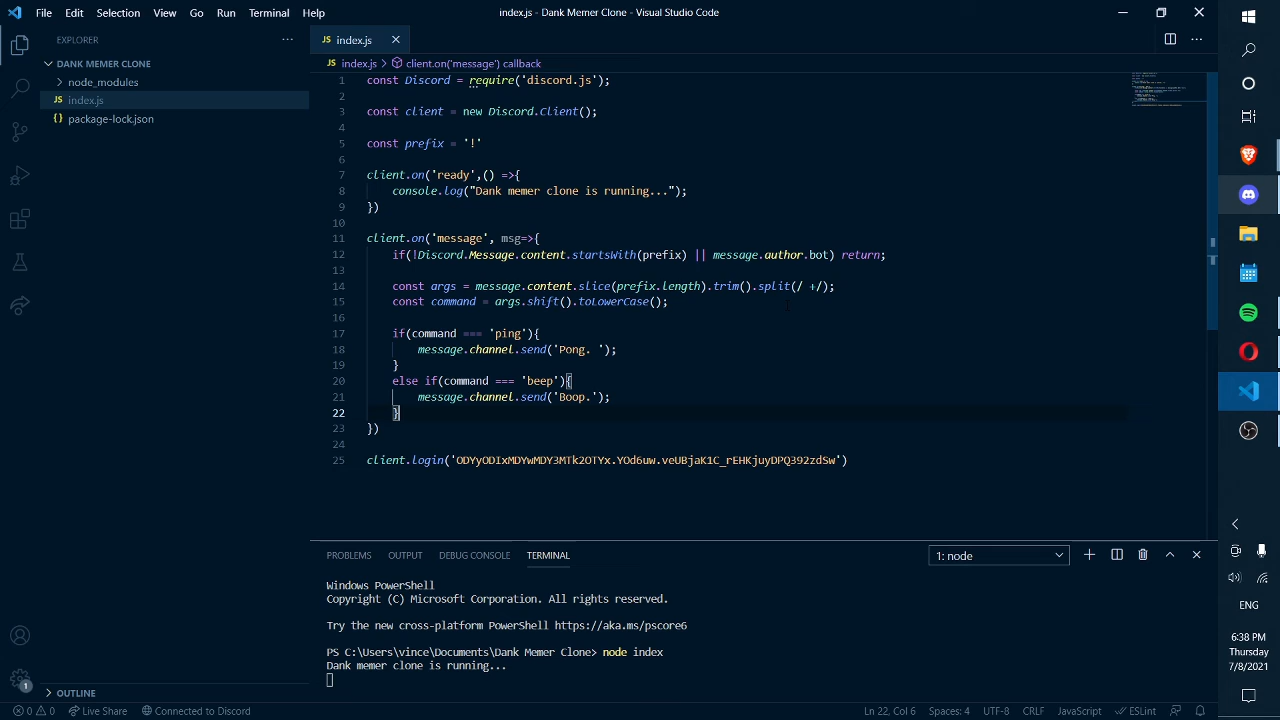 File Edit Selection View Go Run Terminal Help
index.js - Dank Memer Clone - Visual Studio Code
EXPLORER
DANK MEMER CLONE
node_modules
JS index.js
{} package-lock.json
OUTLINE
JS index.js
JS index.js > client.on('message') callback
1 const Discord = require('discord.js');
2
3 const client = new Discord.Client();
4
5 const prefix = '!'
6
7 client.on('ready',() =>{
8 console.log("Dank memer clone is running...");
9 })
10
11 client.on('message', msg=>{
12 if(!Discord.Message.content.startsWith(prefix) || message.author.bot) return;
13
14 const args = message.content.slice(prefix.length).trim().split(/ +/);
15 const command = args.shift().toLowerCase();
16
17 if(command === 'ping'){
18 message.channel.send('Pong. ');
19 }
20 else if(command === 'beep'){
21 message.channel.send('Boop.');
22 }
23 })
24
25 client.login('ODYyODIxMDYwMDY3MTk2OTYx.YOd6uw.veUBjaK1C_rEHKjuyDPQ392zdSw')
PROBLEMS OUTPUT DEBUG CONSOLE TERMINAL
1: node
Windows PowerShell
Copyright (C) Microsoft Corporation. All rights reserved.
Try the new cross-platform PowerShell https://aka.ms/pscore6
PS C:\Users\vince\Documents\Dank Memer Clone> node index
Dank memer clone is running...
1
0 0 Live Share Connected to Discord
Ln 22, Col 6 Spaces: 4 UTF-8 CRLF JavaScript ESLint
ENG
6:38 PM
Thursday
7/8/2021